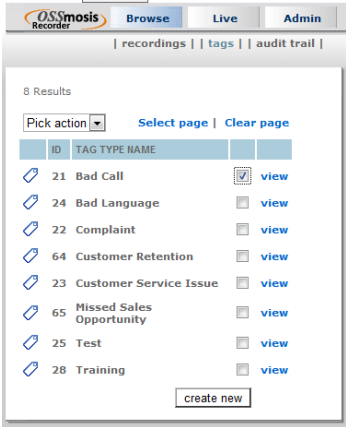 OSSmosis Recorder Browse Live Admin
| recordings | | tags | | audit trail |
8 Results
Pick action Select page | Clear page
ID TAG TYPE NAME
21 Bad Call view
24 Bad Language view
22 Complaint view
64 Customer Retention view
23 Customer Service Issue view
65 Missed Sales Opportunity view
25 Test view
28 Training view
create new